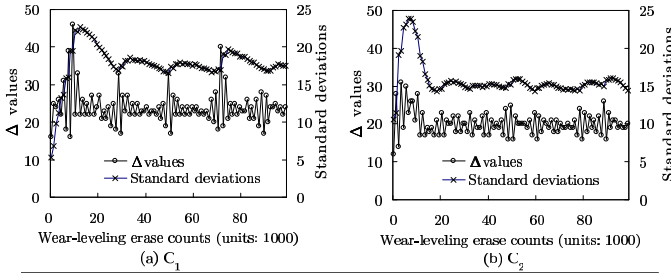 50
40
30
20
10
0
Δ values
25
20
15
10
5
0
Standard deviations
Δ values
Standard deviations
0 20 40 60 80
Wear-leveling erase counts (units: 1000)
(a) C1
50
40
30
20
10
0
Δ values
25
20
15
10
5
0
Standard deviations
Δ values
Standard deviations
0 20 40 60 80
Wear-leveling erase counts (units: 1000)
(b) C2